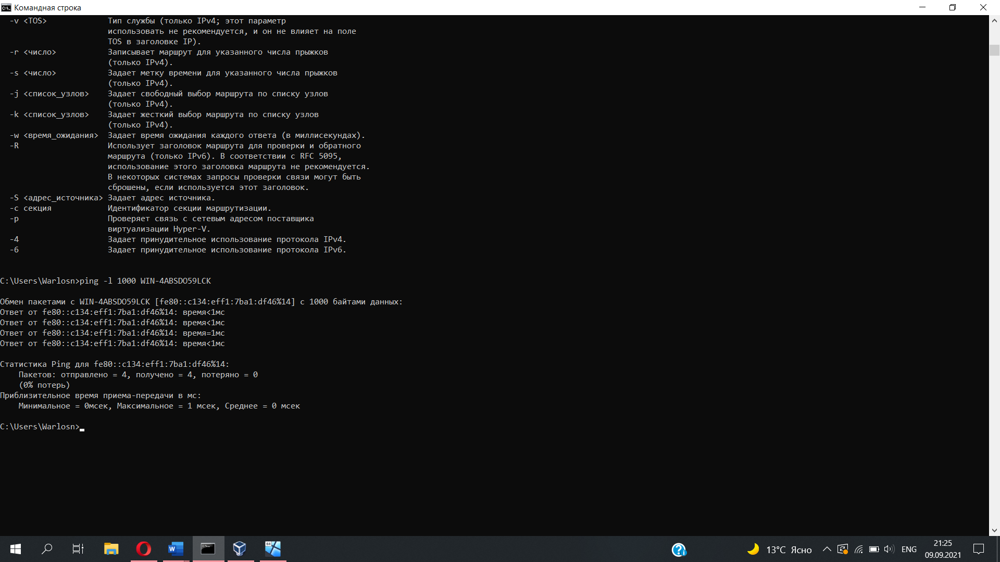 Командная строка
-v <TOS> Тип службы (только IPv4; этот параметр
использовать не рекомендуется, и он не влияет на поле
TOS в заголовке IP).
-r <число> Записывает маршрут для указанного числа прыжков
(только IPv4).
-s <число> Задает метку времени для указанного числа прыжков
(только IPv4).
-j <список_узлов> Задает свободный выбор маршрута по списку узлов
(только IPv4).
-k <список_узлов> Задает жесткий выбор маршрута по списку узлов
(только IPv4).
-w <время_ожидания> Задает время ожидания каждого ответа (в миллисекундах).
-R Использует заголовок маршрута для проверки и обратного
маршрута (только IPv6). В соответствии с RFC 5095,
использование этого заголовка маршрута не рекомендуется.
В некоторых системах запросы проверки связи могут быть
сброшены, если используется этот заголовок.
-S <адрес_источника> Задает адрес источника.
-c секция Идентификатор секции маршрутизации.
-p Проверяет связь с сетевым адресом поставщика
виртуализации Hyper-V.
-4 Задает принудительное использование протокола IPv4.
-6 Задает принудительное использование протокола IPv6.
C:\Users\Warlosn>ping -l 1000 WIN-4ABSDO59LCK
Обмен пакетами с WIN-4ABSDO59LCK [fe80::c134:eff1:7ba1:df46%14] с 1000 байтами данных:
Ответ от fe80::c134:eff1:7ba1:df46%14: время<1мс
Ответ от fe80::c134:eff1:7ba1:df46%14: время<1мс
Ответ от fe80::c134:eff1:7ba1:df46%14: время=1мс
Ответ от fe80::c134:eff1:7ba1:df46%14: время<1мс
Статистика Ping для fe80::c134:eff1:7ba1:df46%14:
Пакетов: отправлено = 4, получено = 4, потеряно = 0
(0% потерь)
Приблизительное время приема-передачи в мс:
Минимальное = 0мсек, Максимальное = 1 мсек, Среднее = 0 мсек
C:\Users\Warlosn>
13°C Ясно
ENG
21:25
09.09.2021